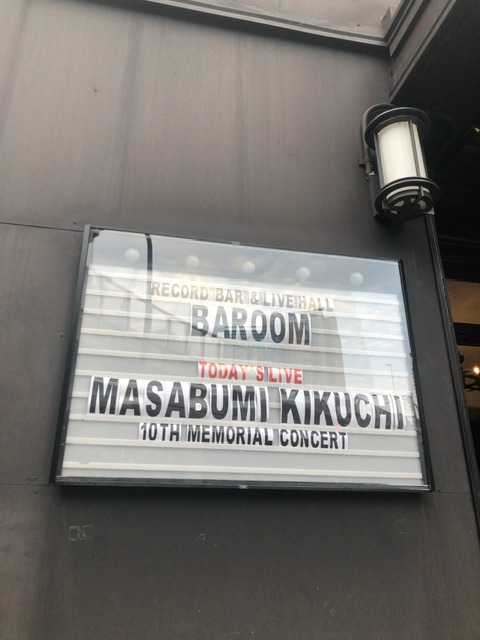 RECORD BAR & LIVE HALL
BAROOM
TODAY'S LIVE
MASABUMI KIKUCHI
10TH MEMORIAL CONCERT